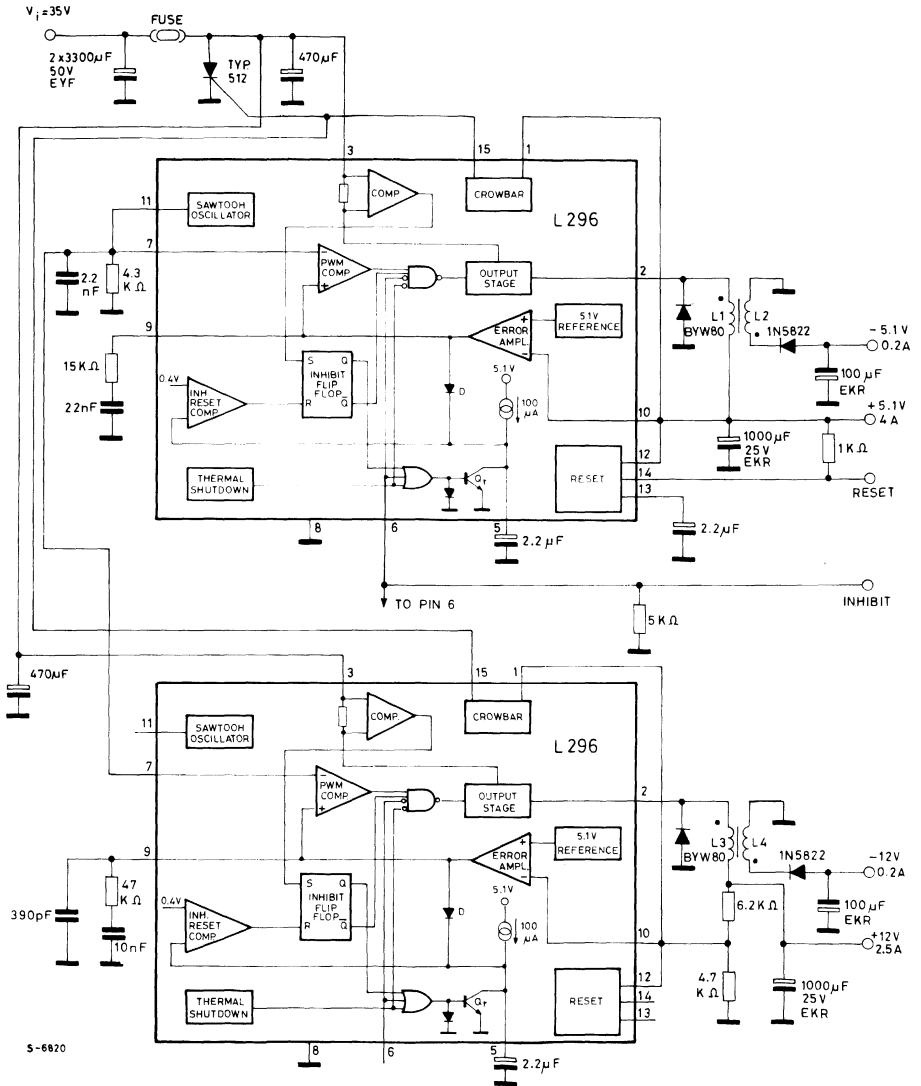 Vi=35V
FUSE
2x3300µF
50V
EYF
TYP
512
470µF
3
15
1
11
SAWTOOH
OSCILLATOR
COMP
CROWBAR
L296
7
2.2
nF
4.3
KΩ
PWM
COMP.
-
+
OUTPUT
STAGE
2
BYW80
L1
L2
1N5822
-5.1V
0.2A
100µF
EKR
9
ERROR
AMPL.
+
-
5.1V
REFERENCE
15KΩ
22nF
0.4V
INH.
RESET
COMP.
S
Q
INHIBIT
FLIP
FLOP
R
Q̅
D
5.1V
100
µA
10
+5.1V
4A
1000µF
25V
EKR
1KΩ
THERMAL
SHUTDOWN
Qr
RESET
12
14
13
RESET
8
6
5
2.2µF
2.2µF
TO PIN 6
INHIBIT
5KΩ
470µF
3
15
1
11
SAWTOOH
OSCILLATOR
COMP.
CROWBAR
L296
7
PWM
COMP.
-
+
OUTPUT
STAGE
2
BYW80
L3
L4
1N5822
-12V
0.2A
100µF
EKR
9
ERROR
AMPL.
+
-
5.1V
REFERENCE
390pF
47
KΩ
10nF
0.4V
INH.
RESET
COMP.
S
Q
INHIBIT
FLIP
FLOP
R
Q̅
D
5.1V
100
µA
6.2KΩ
10
+12V
2.5A
4.7
KΩ
1000µF
25V
EKR
THERMAL
SHUTDOWN
Qr
RESET
12
14
13
8
6
5
2.2µF
S-6820